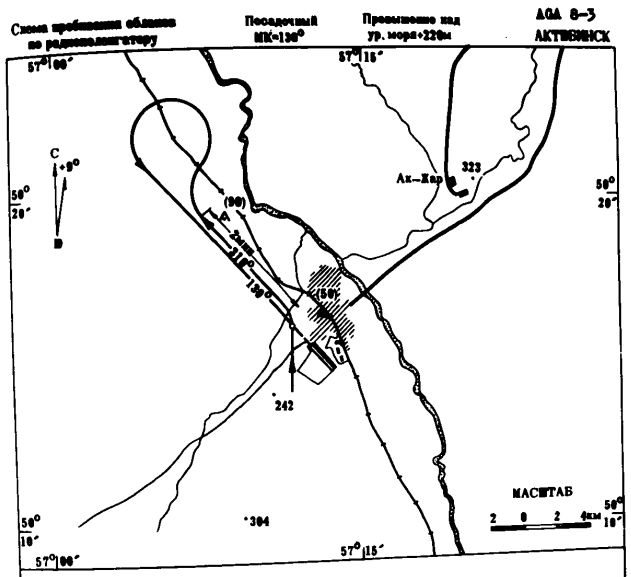 Схема пробивания облаков
по радиопеленгатору
Посадочный
МК=130°
Превышение над
ур. моря+220м
AGA 8-3
АКТЮБИНСК
57° 00′
57° 15′
С
+9°
Ю
50°
20′
Ак-Жар
323
50°
20′
(90)
2мин
310°
130°
(50)
242
304
МАСШТАБ
2 0 2 4км
50°
10′
50°
10′
57° 00′
57° 15′